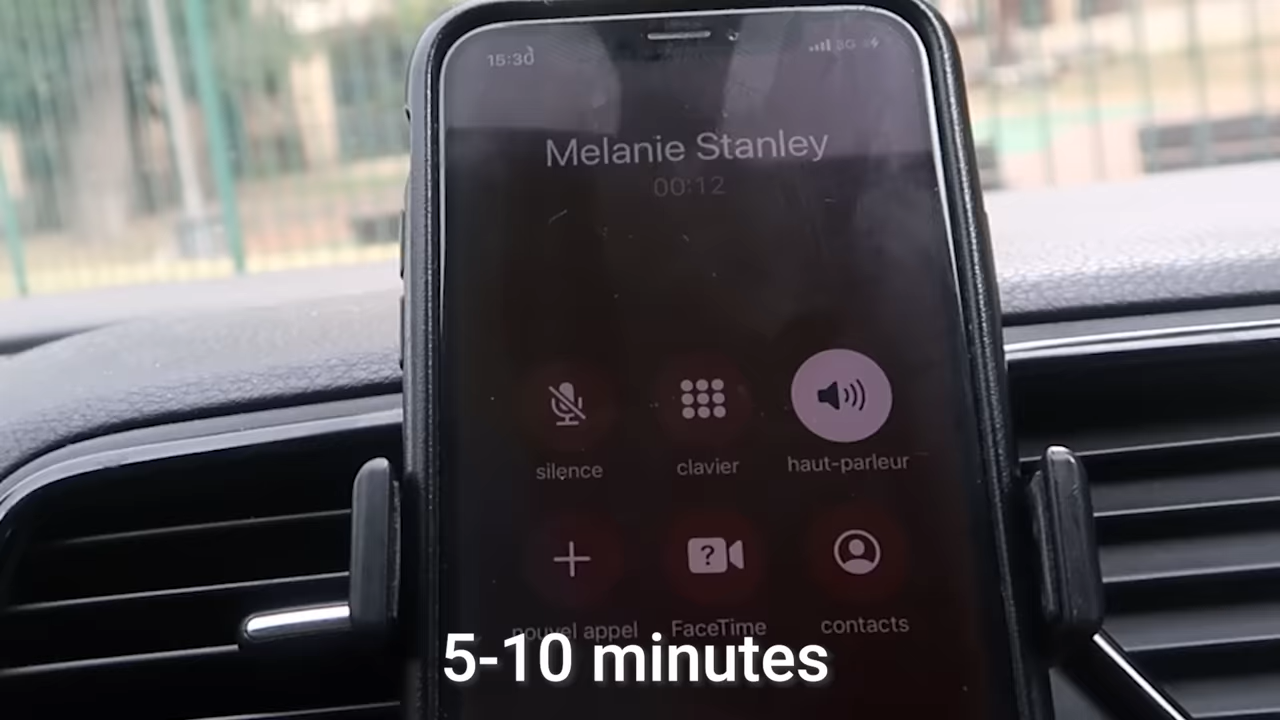 15:30
3G
Melanie Stanley
00:12
silence
clavier
haut-parleur
?
nouvel appel
FaceTime
contacts
5-10 minutes